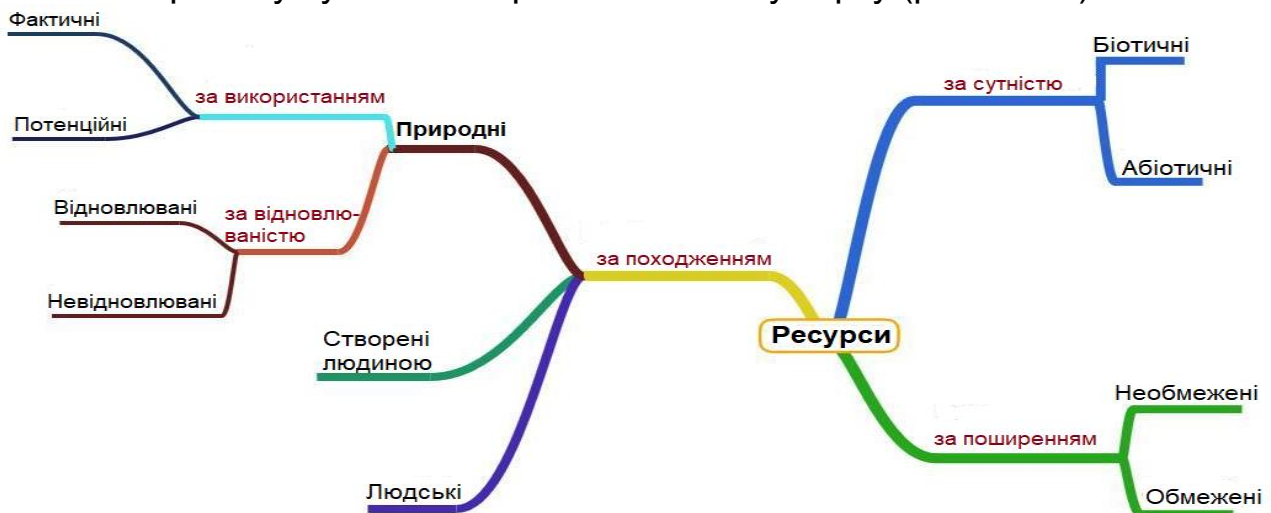 Фактичні
Біотичні
за сутністю
за використанням
Потенційні
Природні
Абіотичні
Відновлювані
за відновлю-
ваністю
за походженням
Невідновлювані
Створені
людиною
Ресурси
Необмежені
за поширенням
Людські
Обмежені